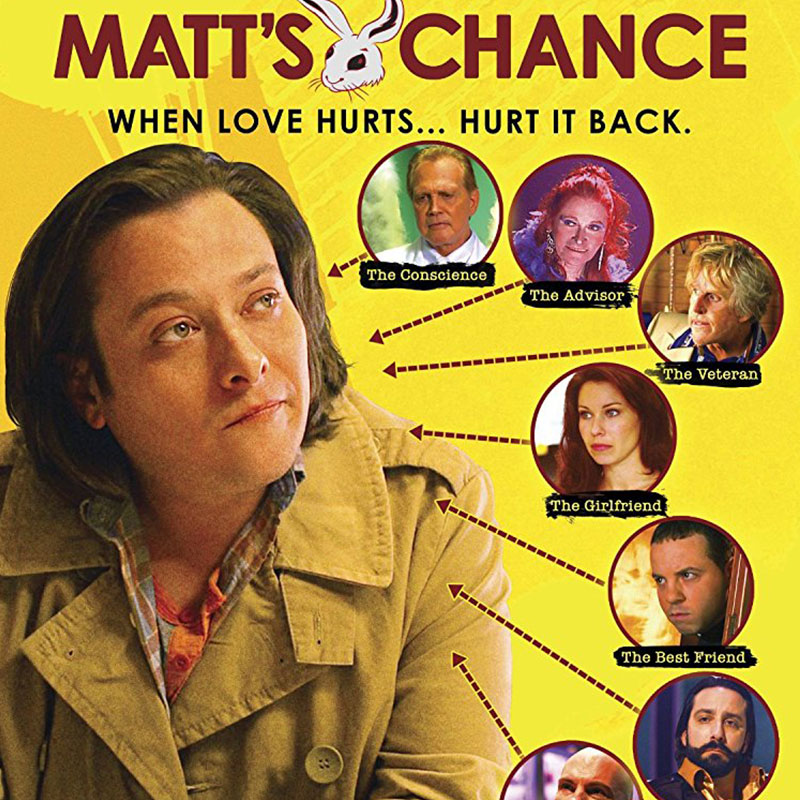 MATT'S CHANCE
WHEN LOVE HURTS... HURT IT BACK.
The Conscience
The Advisor
The Veteran
The Girlfriend
The Best Friend